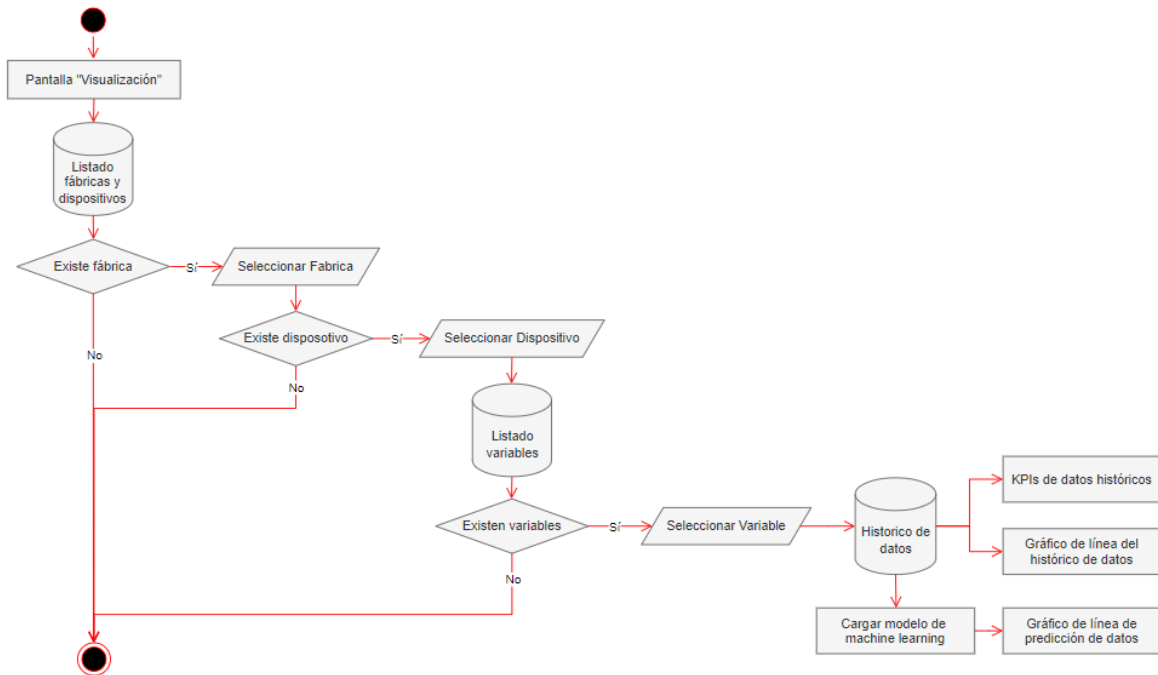 Pantalla "Visualización"
Listado
fábricas y
dispositivos
Existe fábrica
Sí
Seleccionar Fabrica
No
Existe disposotivo
Sí
Seleccionar Dispositivo
No
Listado
variables
Existen variables
Sí
Seleccionar Variable
No
Historico de
datos
KPIs de datos históricos
Gráfico de línea del
histórico de datos
Cargar modelo de
machine learning
Gráfico de línea de
predicción de datos